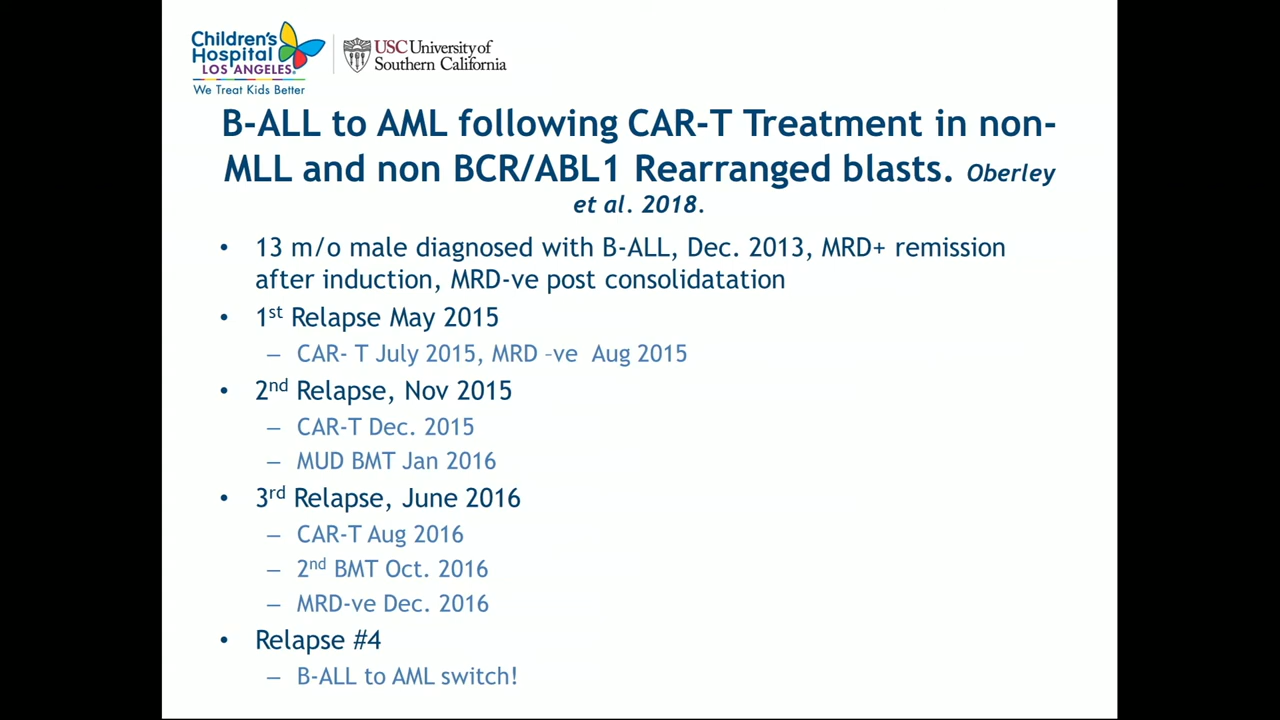 Children's
Hospital
LOS ANGELES®
We Treat Kids Better
USC University of
Southern California
B-ALL to AML following CAR-T Treatment in non-
MLL and non BCR/ABL1 Rearranged blasts. Oberley
et al. 2018.
• 13 m/o male diagnosed with B-ALL, Dec. 2013, MRD+ remission
after induction, MRD-ve post consolidatation
• 1st Relapse May 2015
– CAR- T July 2015, MRD –ve Aug 2015
• 2nd Relapse, Nov 2015
– CAR-T Dec. 2015
– MUD BMT Jan 2016
• 3rd Relapse, June 2016
– CAR-T Aug 2016
– 2nd BMT Oct. 2016
– MRD-ve Dec. 2016
• Relapse #4
– B-ALL to AML switch!